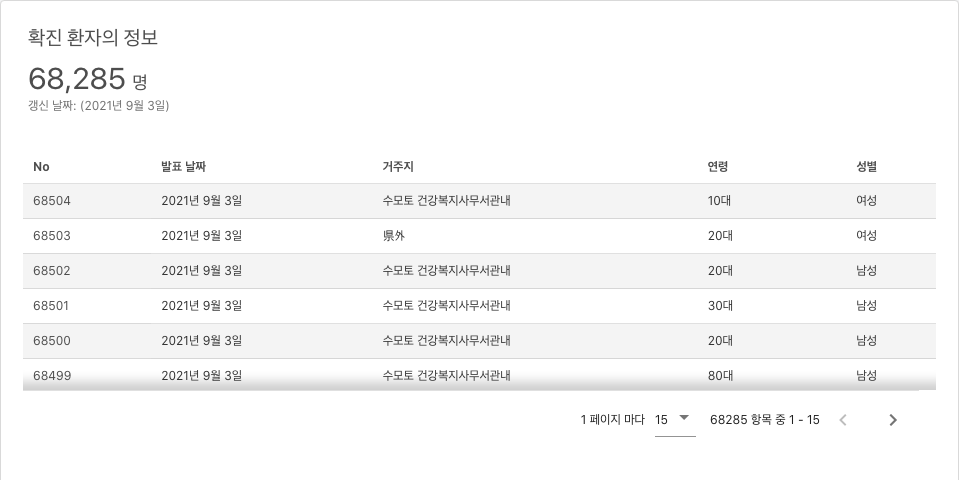 확진 환자의 정보
68,285 명
갱신 날짜: (2021년 9월 3일)
No 발표 날짜 거주지 연령 성별
68504 2021년 9월 3일 수모토 건강복지사무서관내 10대 여성
68503 2021년 9월 3일 県外 20대 여성
68502 2021년 9월 3일 수모토 건강복지사무서관내 20대 남성
68501 2021년 9월 3일 수모토 건강복지사무서관내 30대 남성
68500 2021년 9월 3일 수모토 건강복지사무서관내 20대 남성
68499 2021년 9월 3일 수모토 건강복지사무서관내 80대 남성
1 페이지 마다 15 68285 항목 중 1 - 15